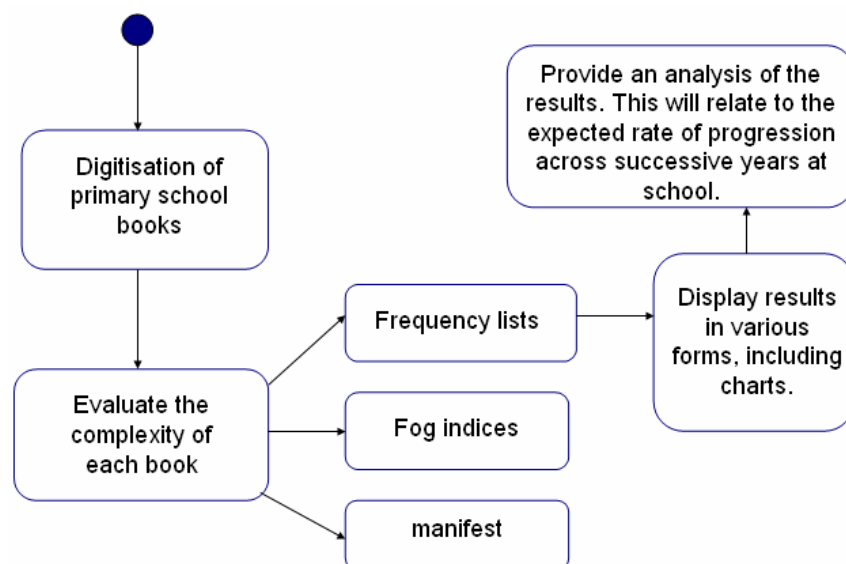 Digitisation of
primary school
books
Evaluate the
complexity of
each book
Frequency lists
Fog indices
manifest
Display results
in various
forms, including
charts.
Provide an analysis of the
results. This will relate to the
expected rate of progression
across successive years at
school.